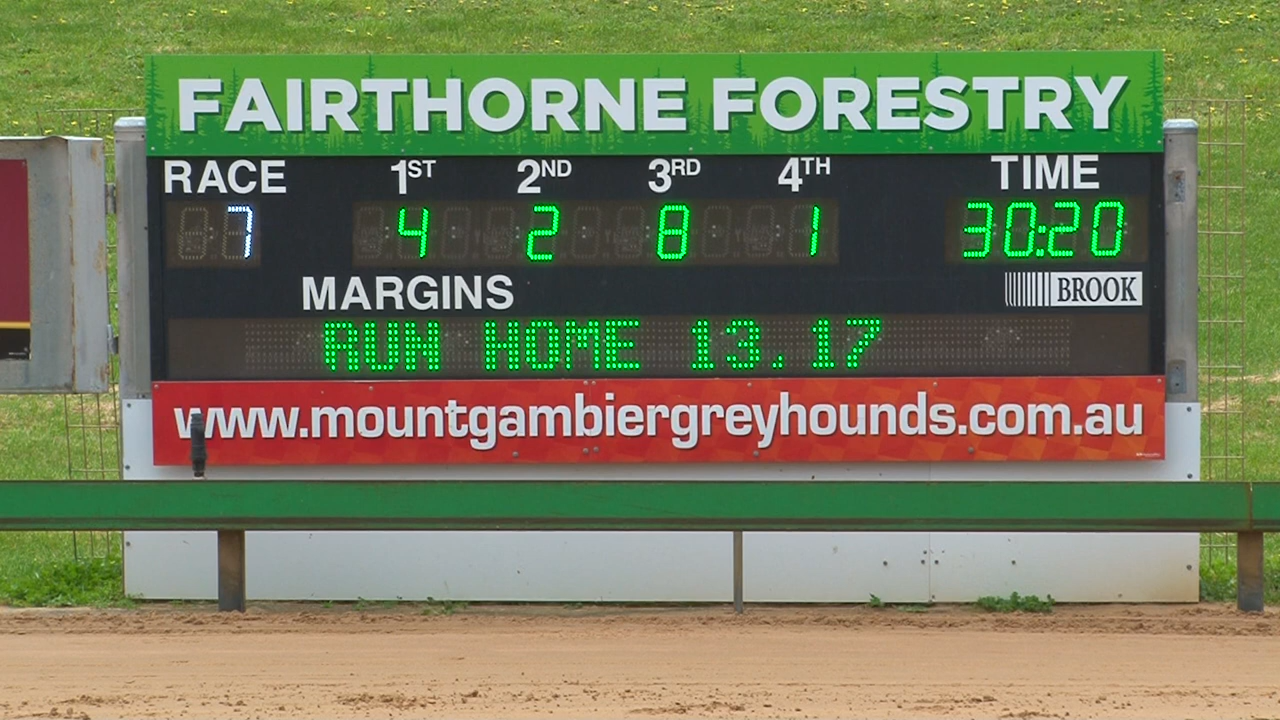 FAIRTHORNE FORESTRY
RACE 1ST 2ND 3RD 4TH TIME
7 4 2 8 1 30:20
MARGINS
BROOK
RUN HOME 13.17
www.mountgambiergreyhounds.com.au